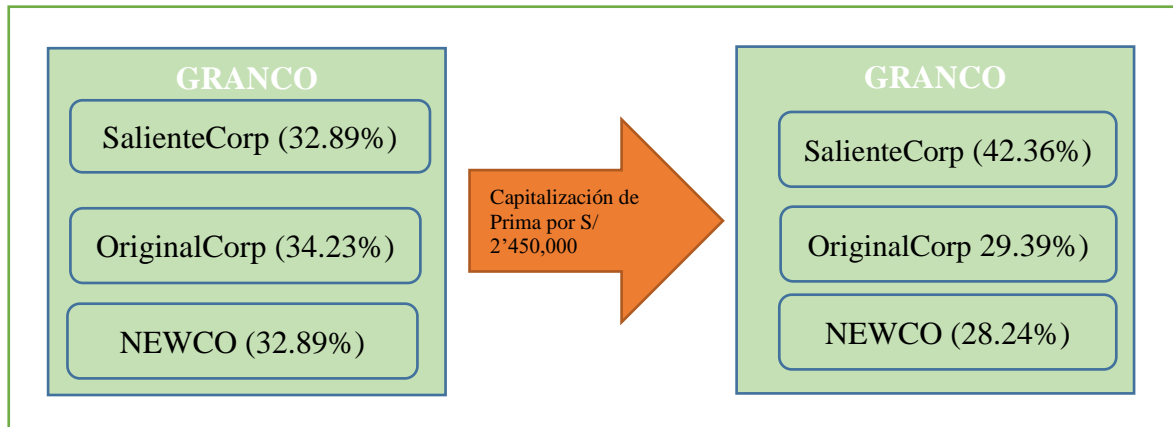 GRANCO
SalienteCorp (32.89%)
OriginalCorp (34.23%)
NEWCO (32.89%)
Capitalización de
Prima por S/
2’450,000
GRANCO
SalienteCorp (42.36%)
OriginalCorp 29.39%)
NEWCO (28.24%)